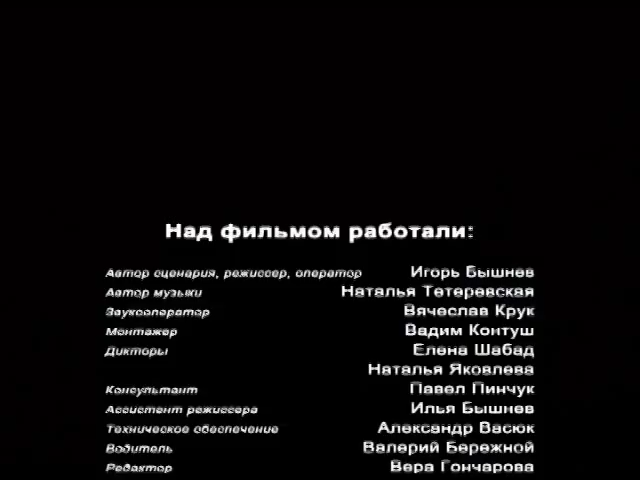 Над фильмом работали:
Автор сценария, режиссер, оператор Игорь Бышнев
Автор музыки Наталья Тетеревская
Звукооператор Вячеслав Крук
Монтажер Вадим Контуш
Дикторы Елена Шабад
Наталья Яковлева
Консультант Павел Пинчук
Ассистент режиссера Илья Бышнев
Техническое обеспечение Александр Васюк
Водитель Валерий Бережной
Редактор Вера Гончарова